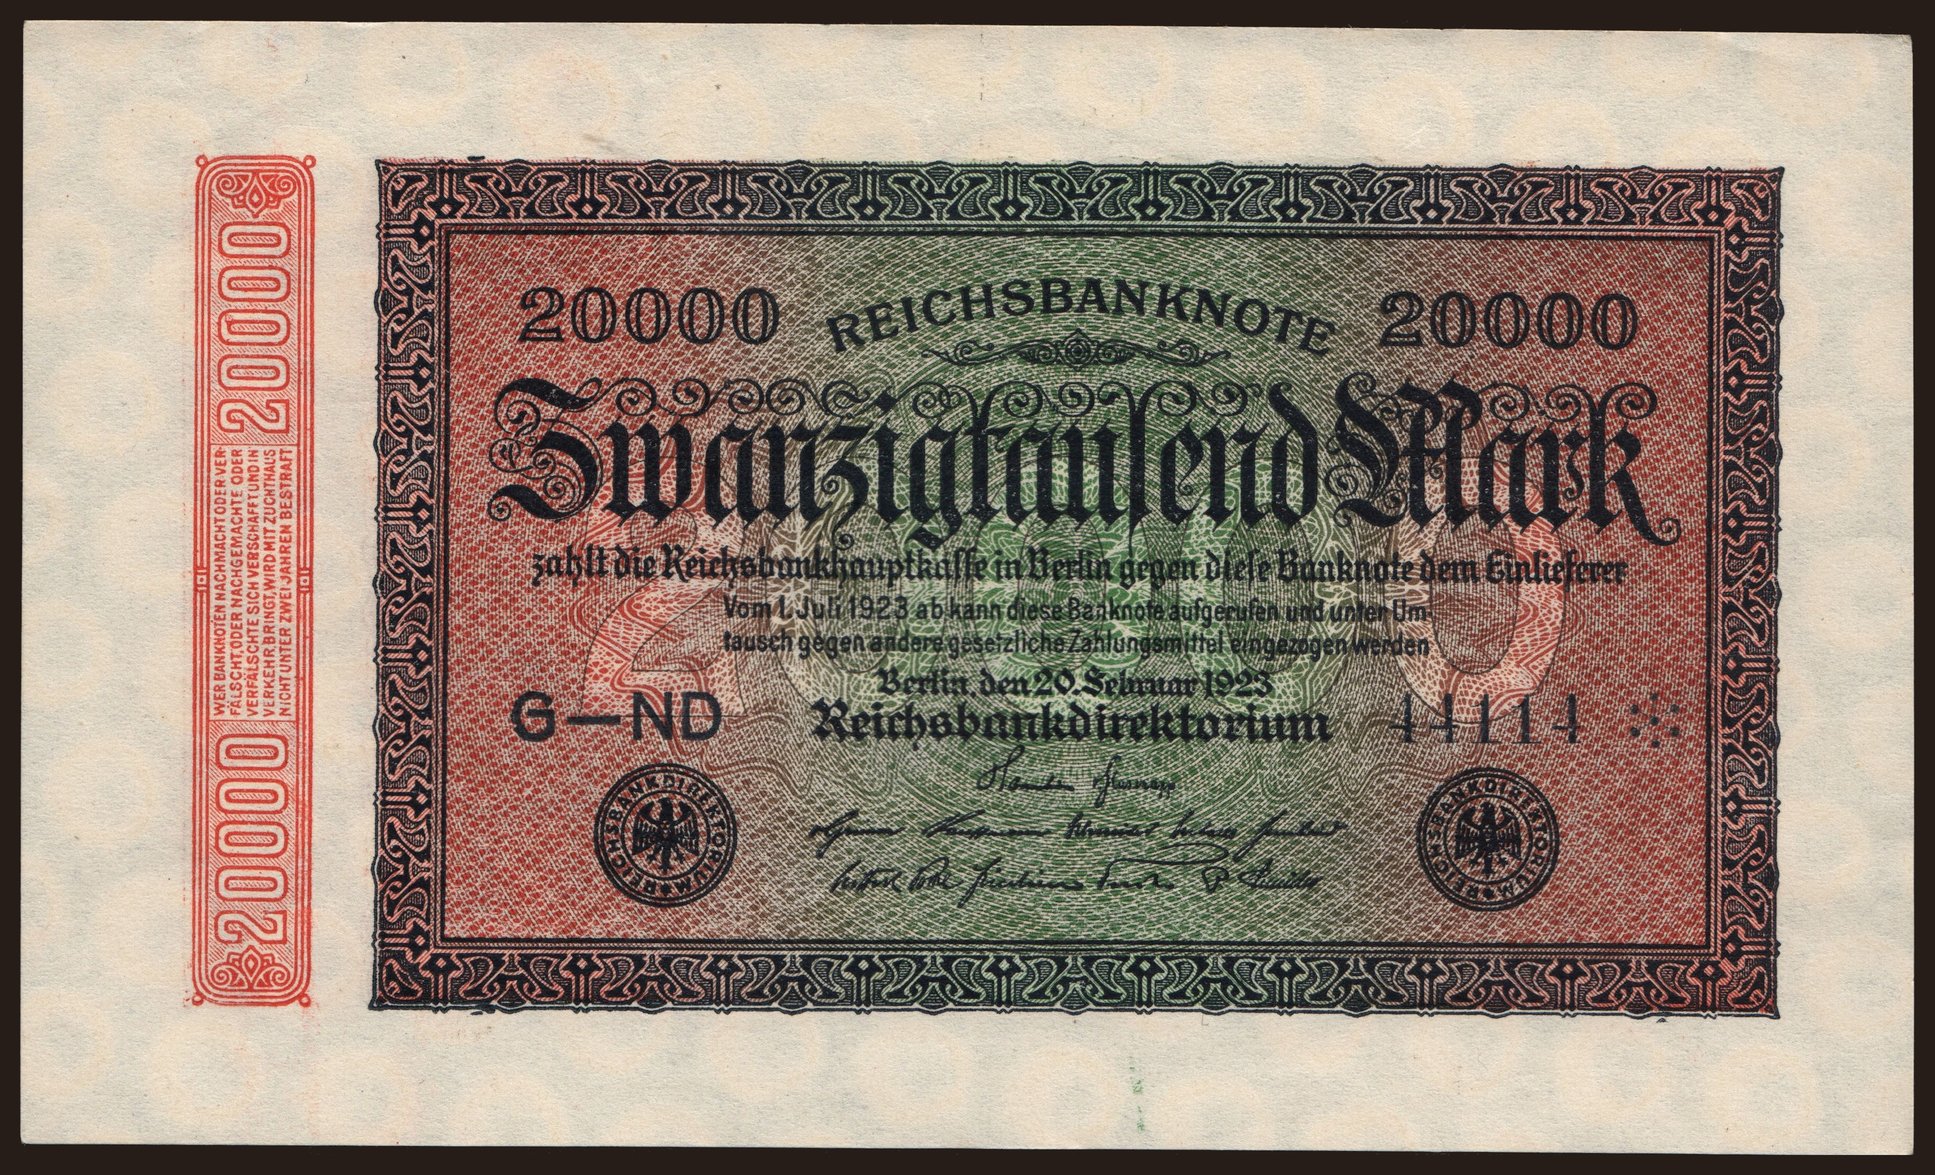 20000
WER BANKNOTEN NACHMACHT ODER VER-
FÄLSCHT, ODER NACHGEMACHTE ODER
VERFÄLSCHTE SICH VERSCHAFFT UND IN
VERKEHR BRINGT, WIRD MIT ZUCHTHAUS
NICHT UNTER ZWEI JAHREN BESTRAFT
20000
20000
REICHSBANKNOTE
20000
Zwanzigtausend Mark
zahlt die Reichsbankhauptkasse in Berlin gegen diese Banknote dem Einlieferer
Vom 1. Juli 1923 ab kann diese Banknote aufgerufen und unter Um-
tausch gegen andere gesetzliche Zahlungsmittel eingezogen werden
Berlin, den 20. Februar 1923
G—ND
Reichsbankdirektorium
44114
REICHSBANKDIREKTORIUM
REICHSBANKDIREKTORIUM
20000